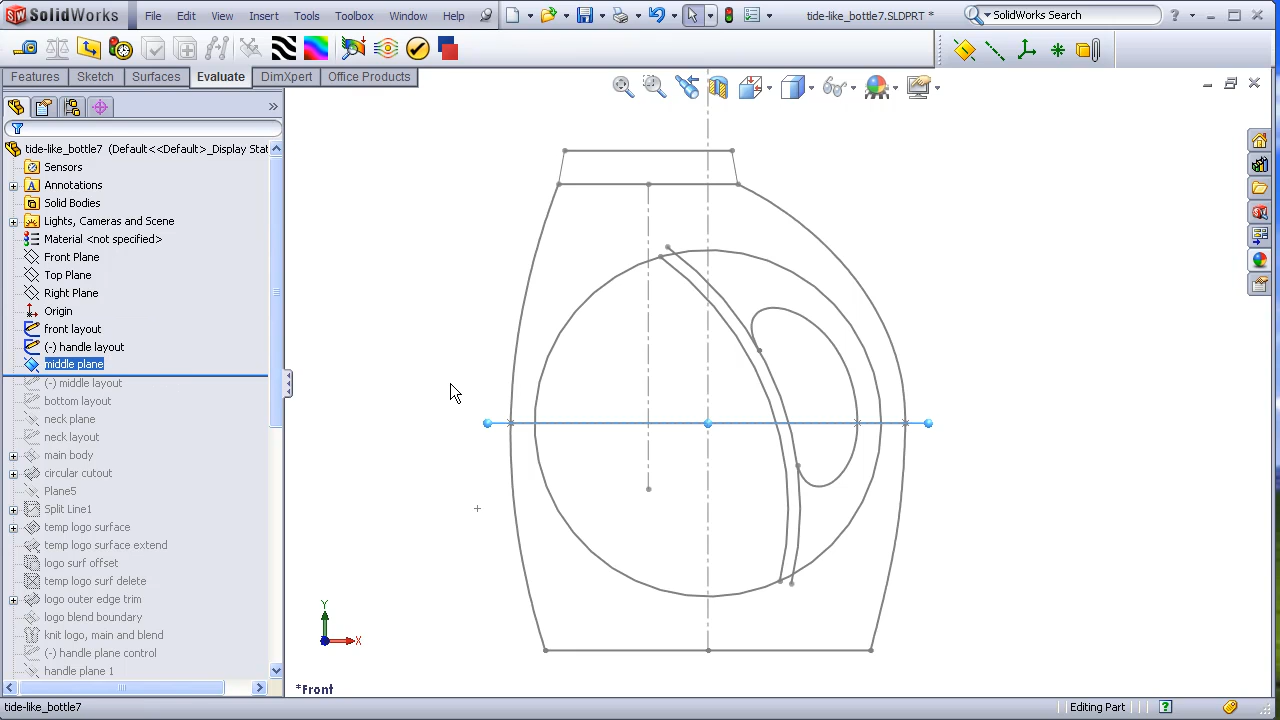 SolidWorks
File Edit View Insert Tools Toolbox Window Help
tide-like_bottle7.SLDPRT *
SolidWorks Search
Features Sketch Surfaces Evaluate DimXpert Office Products
tide-like_bottle7 (Default<<Default>_Display Stat
Sensors
Annotations
Solid Bodies
Lights, Cameras and Scene
Material <not specified>
Front Plane
Top Plane
Right Plane
Origin
front layout
(-) handle layout
middle plane
(-) middle layout
bottom layout
neck plane
neck layout
main body
circular cutout
Plane5
Split Line1
temp logo surface
temp logo surface extend
logo surf offset
temp logo surf delete
logo outer edge trim
logo blend boundary
knit logo, main and blend
(-) handle plane control
handle plane 1
Y
X
*Front
tide-like_bottle7
Editing Part